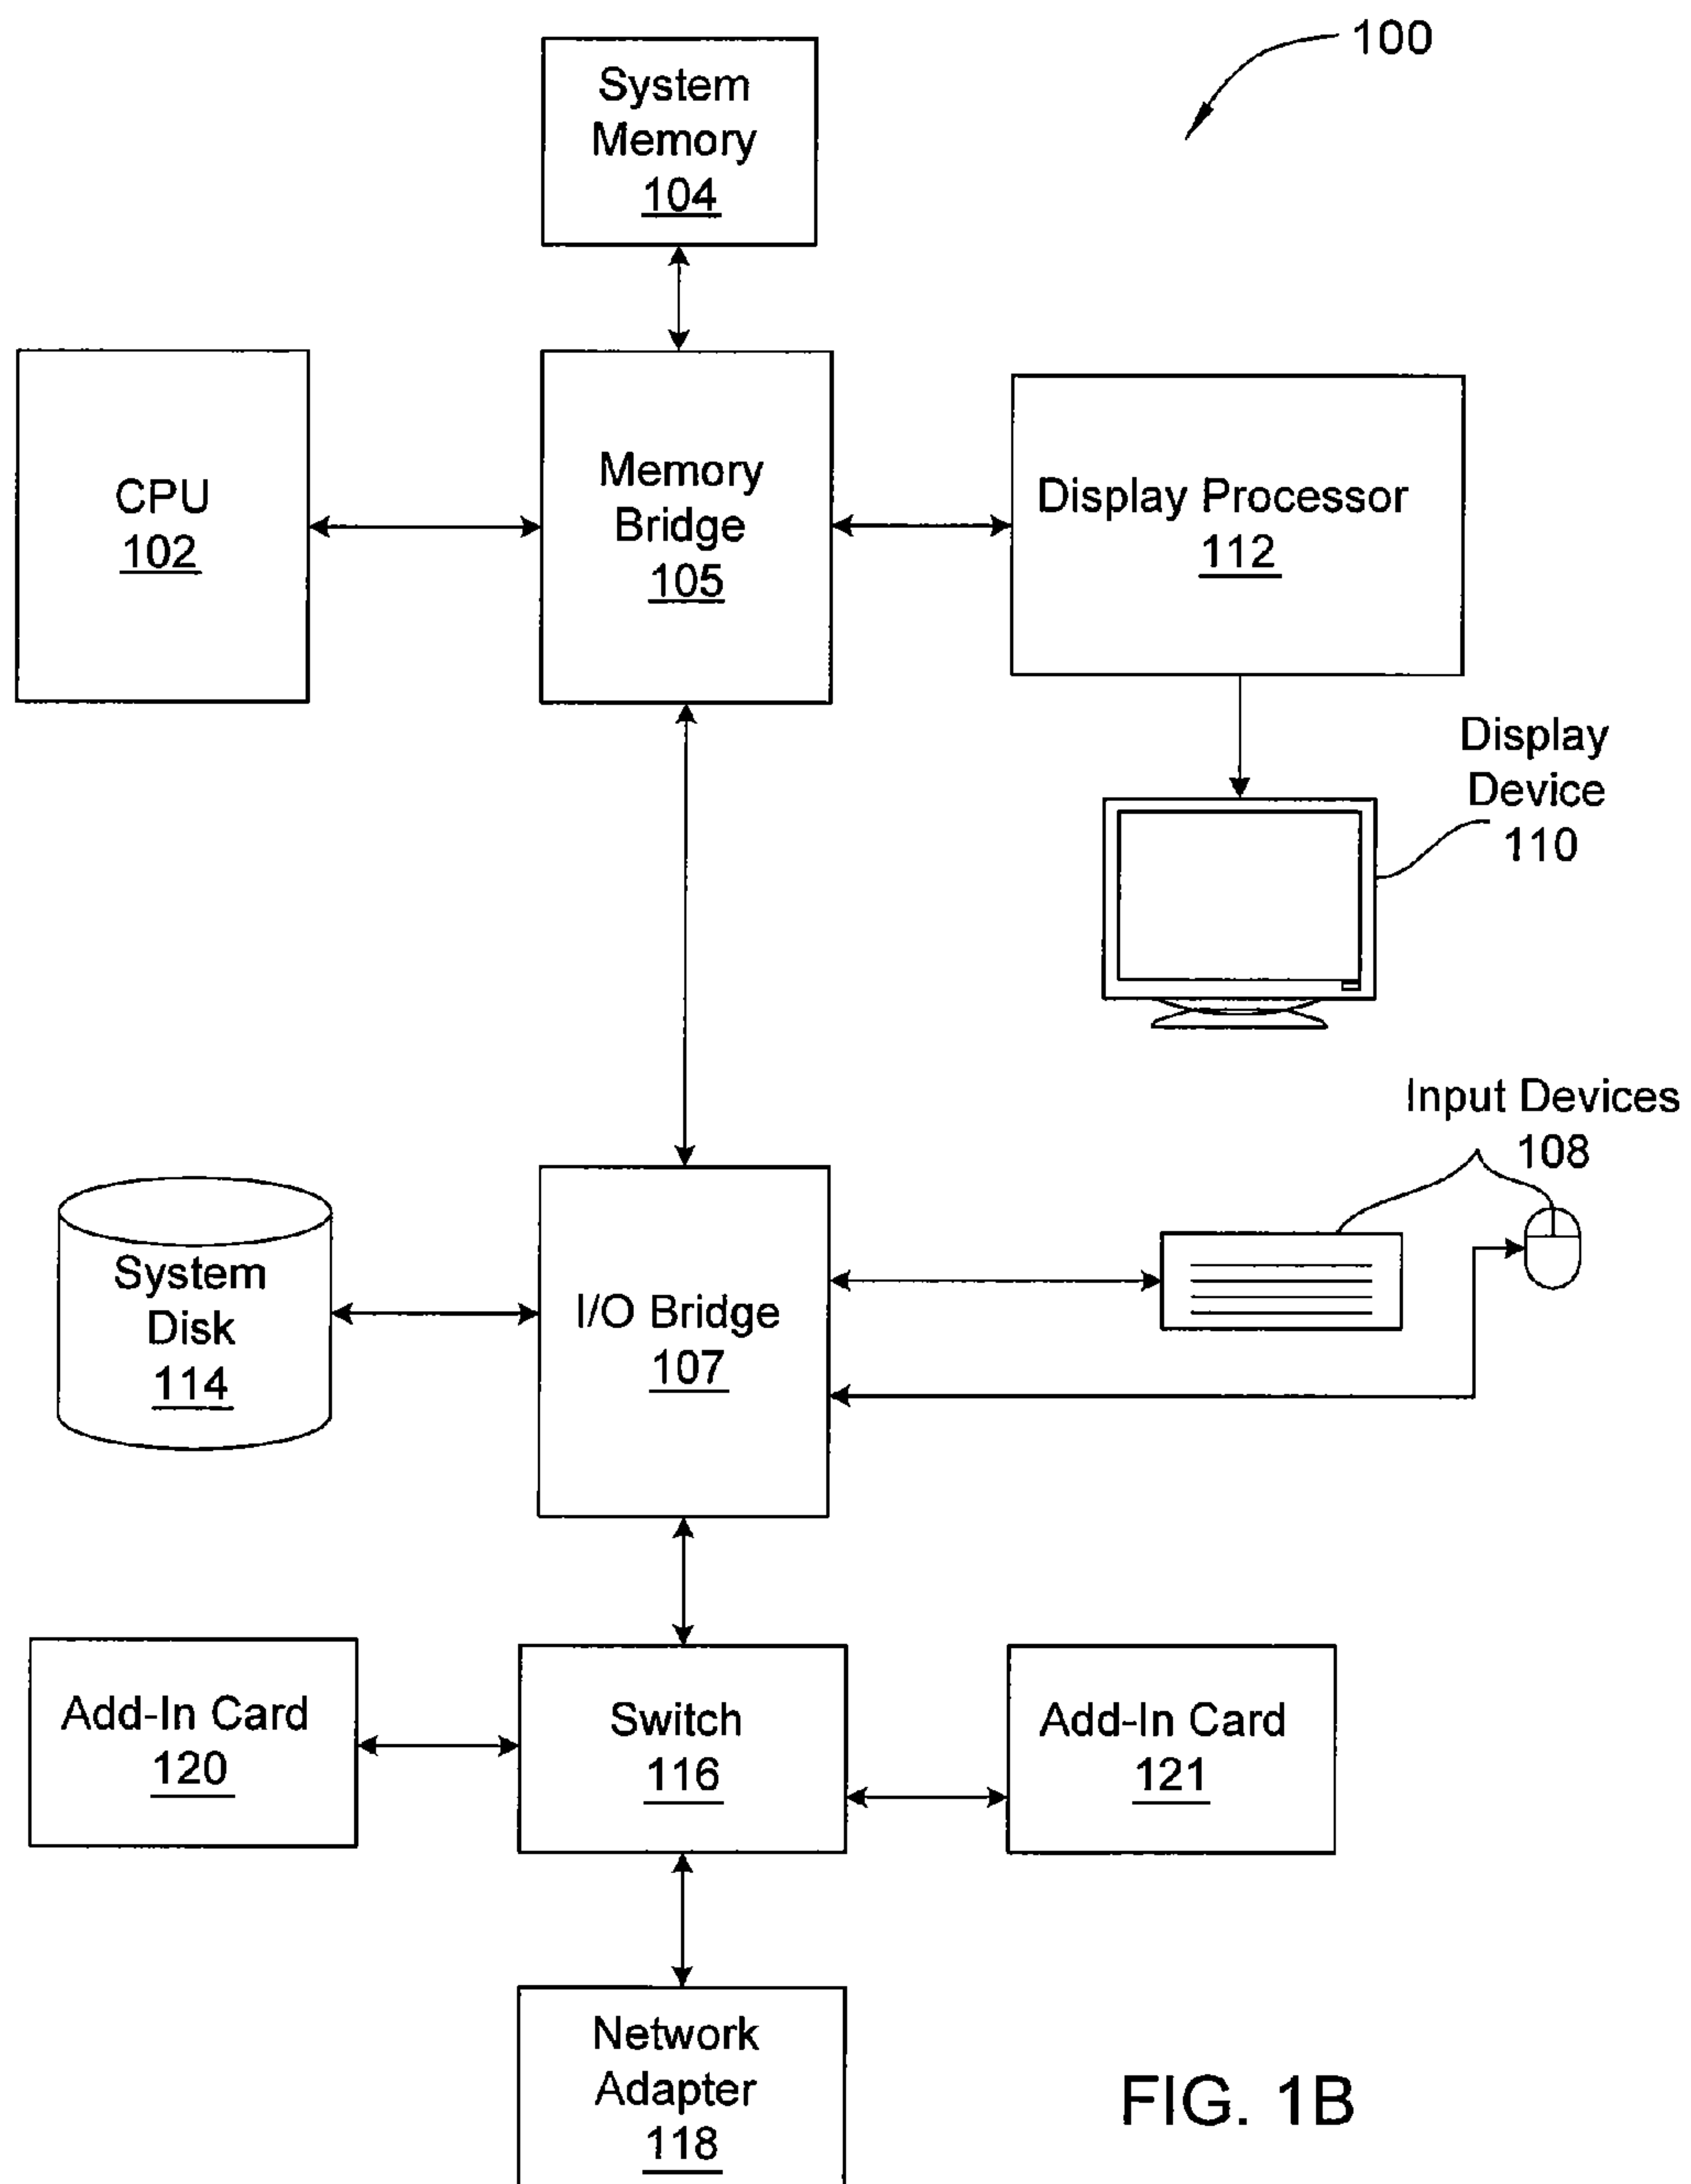 100
System
Memory
104
CPU
102
Memory
Bridge
105
Display Processor
112
Display
Device
110
Input Devices
108
System
Disk
114
I/O Bridge
107
Add-In Card
120
Switch
116
Add-In Card
121
Network
Adapter
118
FIG. 1B